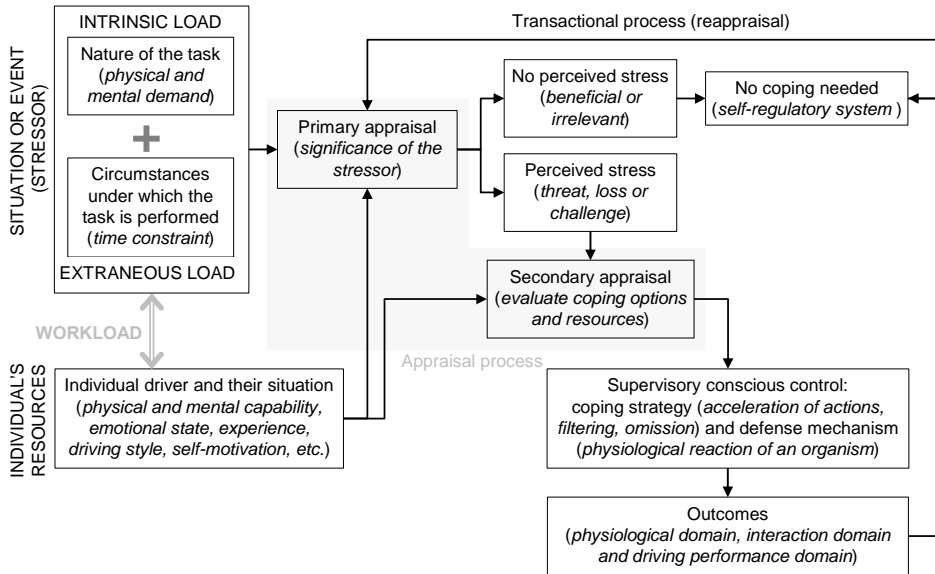 SITUATION OR EVENT
(STRESSOR)
INTRINSIC LOAD
Nature of the task
(physical and
mental demand)
+
Circumstances
under which the
task is performed
(time constraint)
EXTRANEOUS LOAD
WORKLOAD
INDIVIDUAL'S
RESOURCES
Individual driver and their situation
(physical and mental capability,
emotional state, experience,
driving style, self-motivation, etc.)
Transactional process (reappraisal)
Primary appraisal
(significance of the
stressor)
No perceived stress
(beneficial or
irrelevant)
No coping needed
(self-regulatory system )
Perceived stress
(threat, loss or
challenge)
Secondary appraisal
(evaluate coping options
and resources)
Appraisal process
Supervisory conscious control:
coping strategy (acceleration of actions,
filtering, omission) and defense mechanism
(physiological reaction of an organism)
Outcomes
(physiological domain, interaction domain
and driving performance domain)